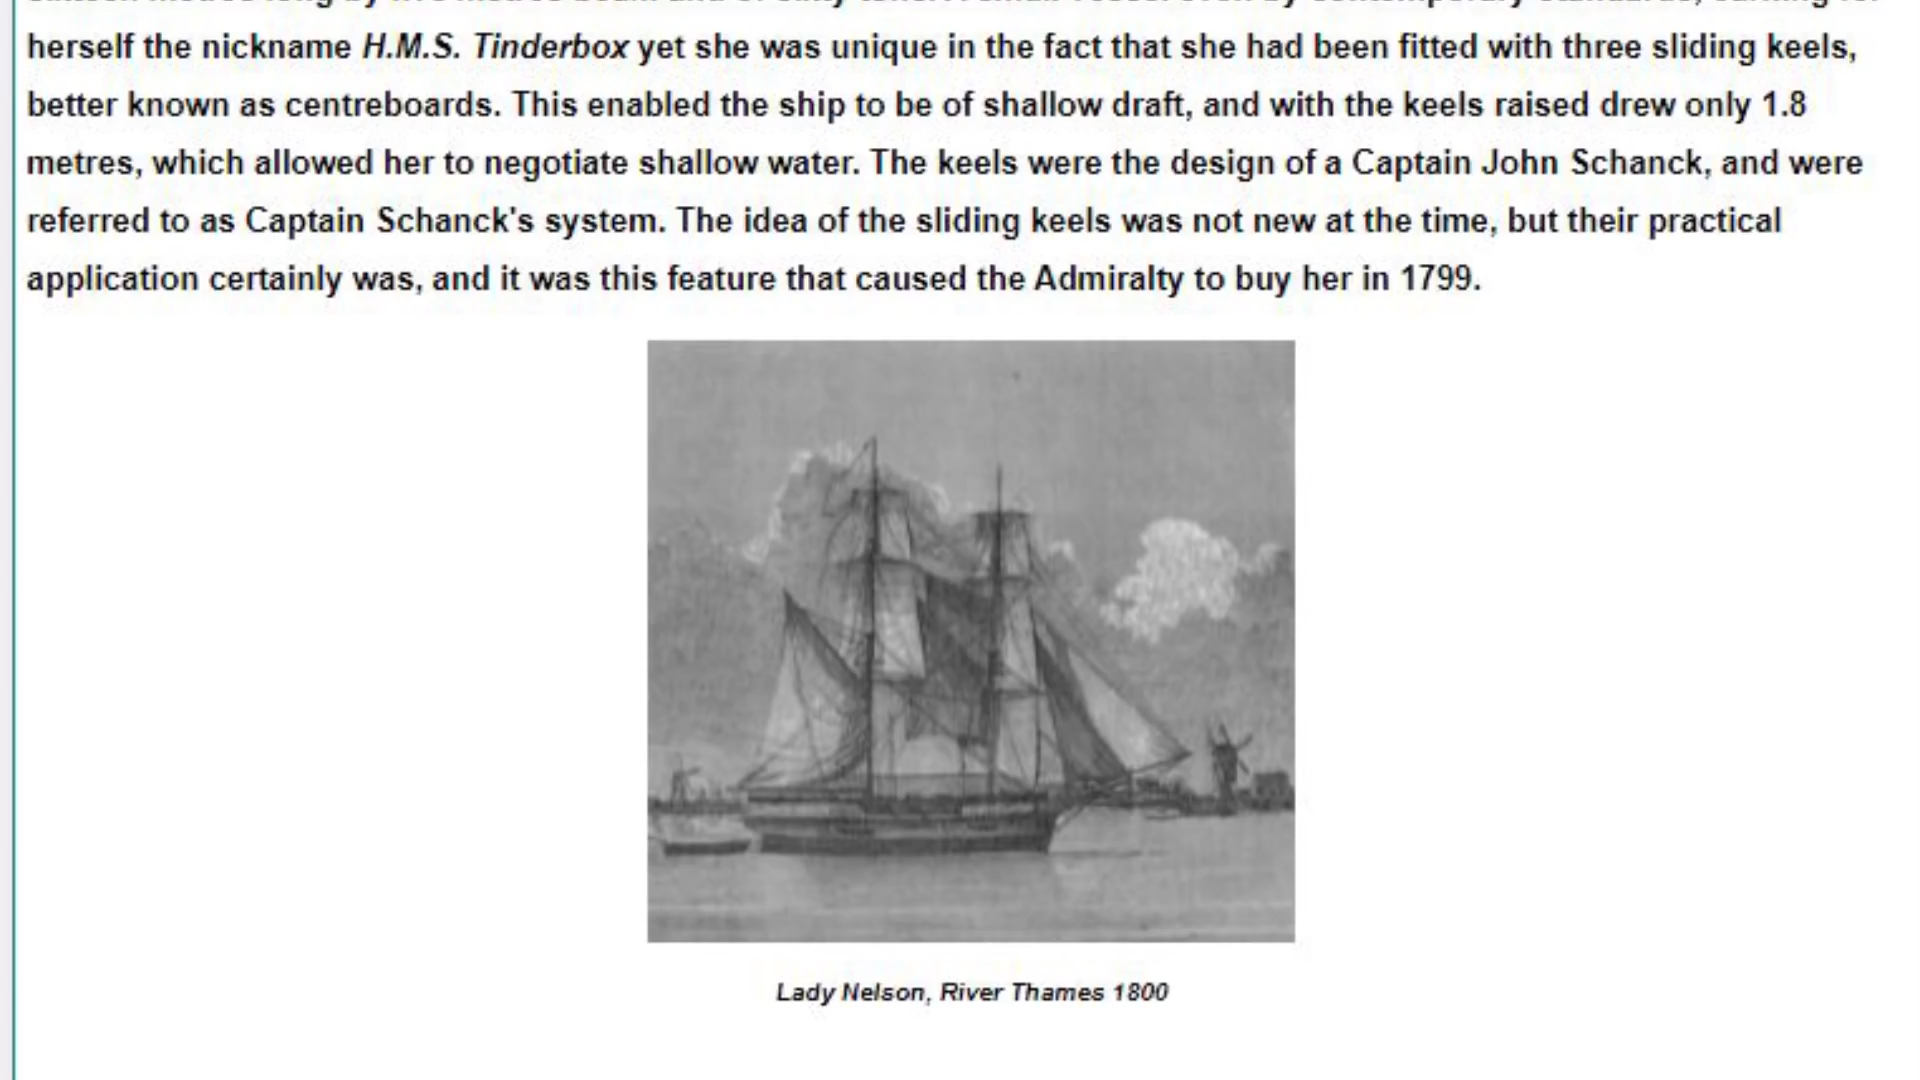 herself the nickname H.M.S. Tinderbox yet she was unique in the fact that she had been fitted with three sliding keels,
better known as centreboards. This enabled the ship to be of shallow draft, and with the keels raised drew only 1.8
metres, which allowed her to negotiate shallow water. The keels were the design of a Captain John Schanck, and were
referred to as Captain Schanck's system. The idea of the sliding keels was not new at the time, but their practical
application certainly was, and it was this feature that caused the Admiralty to buy her in 1799.
Lady Nelson, River Thames 1800